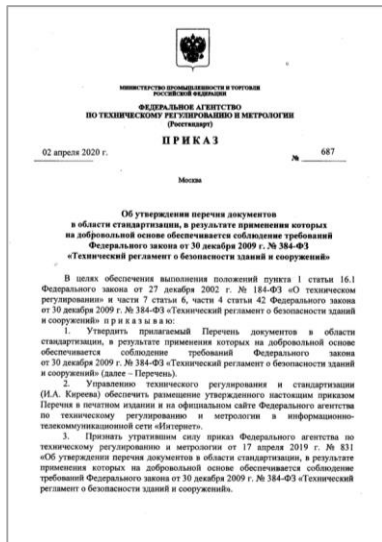 МИНИСТЕРСТВО ПРОМЫШЛЕННОСТИ И ТОРГОВЛИ
РОССИЙСКОЙ ФЕДЕРАЦИИ
ФЕДЕРАЛЬНОЕ АГЕНТСТВО
ПО ТЕХНИЧЕСКОМУ РЕГУЛИРОВАНИЮ И МЕТРОЛОГИИ
(Росстандарт)
ПРИКАЗ
02 апреля 2020 г.
№ 687
Москва
Об утверждении перечня документов
в области стандартизации, в результате применения которых
на добровольной основе обеспечивается соблюдение требований
Федерального закона от 30 декабря 2009 г. № 384-ФЗ
«Технический регламент о безопасности зданий и сооружений»
В целях обеспечения выполнения положений пункта 1 статьи 16.1
Федерального закона от 27 декабря 2002 г. № 184-ФЗ «О техническом
регулировании» и части 7 статьи 6, части 4 статьи 42 Федерального закона
от 30 декабря 2009 г. № 384-ФЗ «Технический регламент о безопасности зданий
и сооружений» п р и к а з ы в а ю:
1. Утвердить прилагаемый Перечень документов в области
стандартизации, в результате применения которых на добровольной основе
обеспечивается соблюдение требований Федерального закона
от 30 декабря 2009 г. № 384-ФЗ «Технический регламент о безопасности зданий
и сооружений» (далее – Перечень).
2. Управлению технического регулирования и стандартизации
(И.А. Киреева) обеспечить размещение утвержденного настоящим приказом
Перечня в печатном издании и на официальном сайте Федерального агентства
по техническому регулированию и метрологии в информационно-
телекоммуникационной сети «Интернет».
3. Признать утратившим силу приказ Федерального агентства по
техническому регулированию и метрологии от 17 апреля 2019 г. № 831
«Об утверждении перечня документов в области стандартизации, в результате
применения которых на добровольной основе обеспечивается соблюдение
требований Федерального закона от 30 декабря 2009 г. № 384-ФЗ «Технический
регламент о безопасности зданий и сооружений».